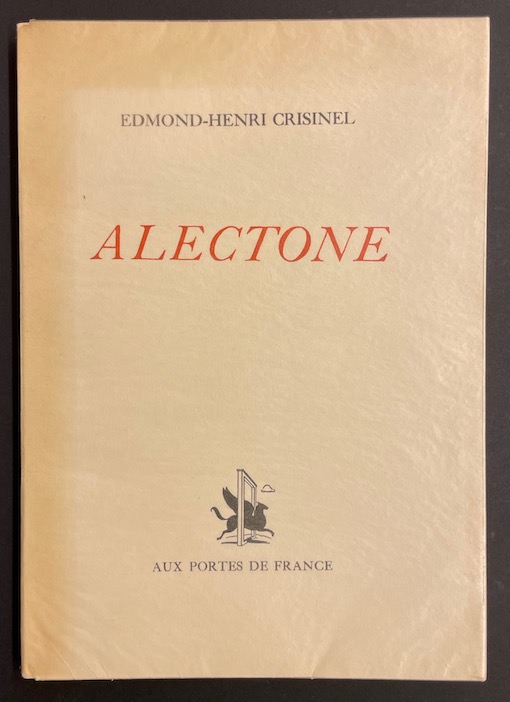 EDMOND-HENRI CRISINEL
ALECTONE
AUX PORTES DE FRANCE